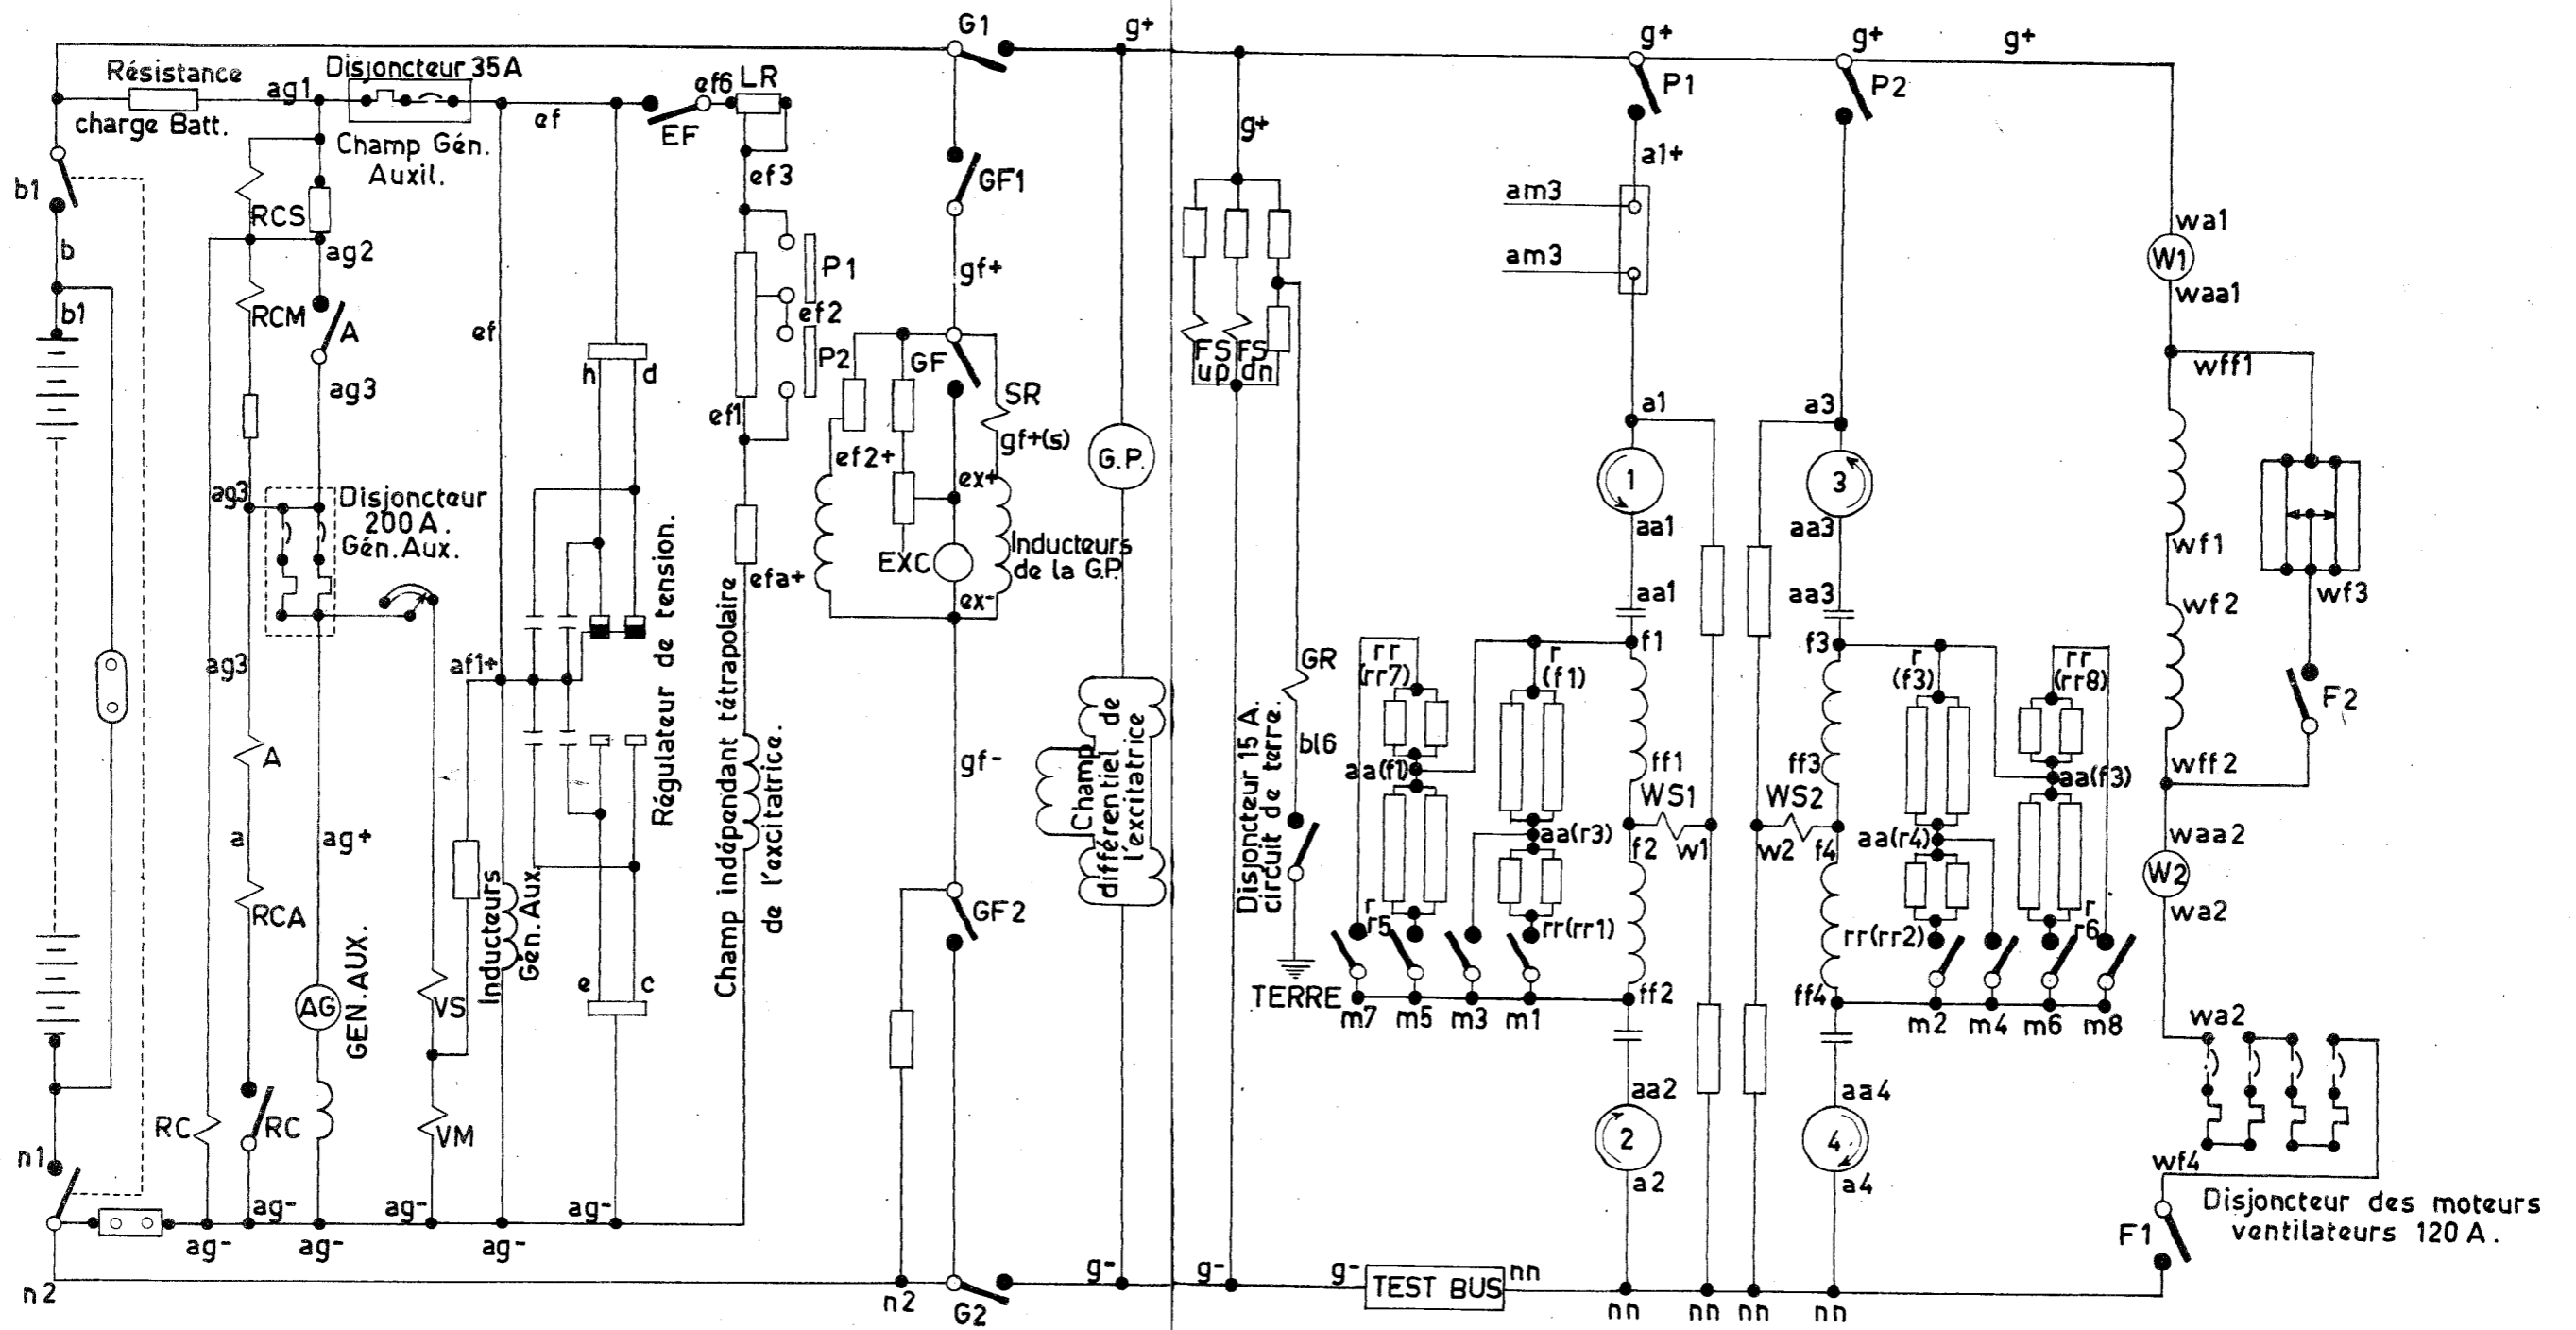 G1
g+
g+
g+
g+
Résistance
charge Batt.
ag1
Disjoncteur 35A
Champ Gén.
Auxil.
ef
EF
ef6
LR
P1
P2
b1
b
b1
RCS
ag2
RCM
A
ag3
ef
ef3
P1
ef2
P2
ef1
GF1
gf+
GF
SR
gf+(s)
ef2+
ex+
EXC
ex-
Inducteurs
de la G.P.
G.P.
g+
FS
up
FS
dn
a1+
am3
am3
a1
a3
1
3
aa1
aa3
aa1
aa3
wa1
W1
waa1
wff1
wf1
wf2
wf3
F2
wff2
waa2
W2
wa2
h
d
ag3
Disjoncteur
200A.
Gén.Aux.
ag3
af1+
efa+
Régulateur de tension.
Champ indépendant tétrapolaire
de l'excitatrice.
A
a
ag+
RCA
AG
GEN.AUX.
VS
VM
Inducteurs
Gén.Aux.
e
c
RC
RC
n1
ag-
ag-
ag-
ag-
ag-
ag-
n2
gf-
GF2
Champ
différentiel de
l'excitatrice
Disjoncteur 15A.
circuit de terre.
GR
bl6
TERRE
rr
(rr7)
r
(f1)
f1
aa(f1)
ff1
WS1
w1
f2
aa(r3)
r
r5
rr(rr1)
ff2
m7
m5
m3
m1
f3
r
(f3)
rr
(rr8)
ff3
WS2
w2
f4
aa(f3)
aa(r4)
rr(rr2)
r
r6
ff4
m2
m4
m6
m8
aa2
2
a2
aa4
4
a4
wa2
wf4
Disjoncteur des moteurs
ventilateurs 120A.
F1
n2
G2
g-
g-
g-
TEST BUS
nn
nn
nn
nn
nn